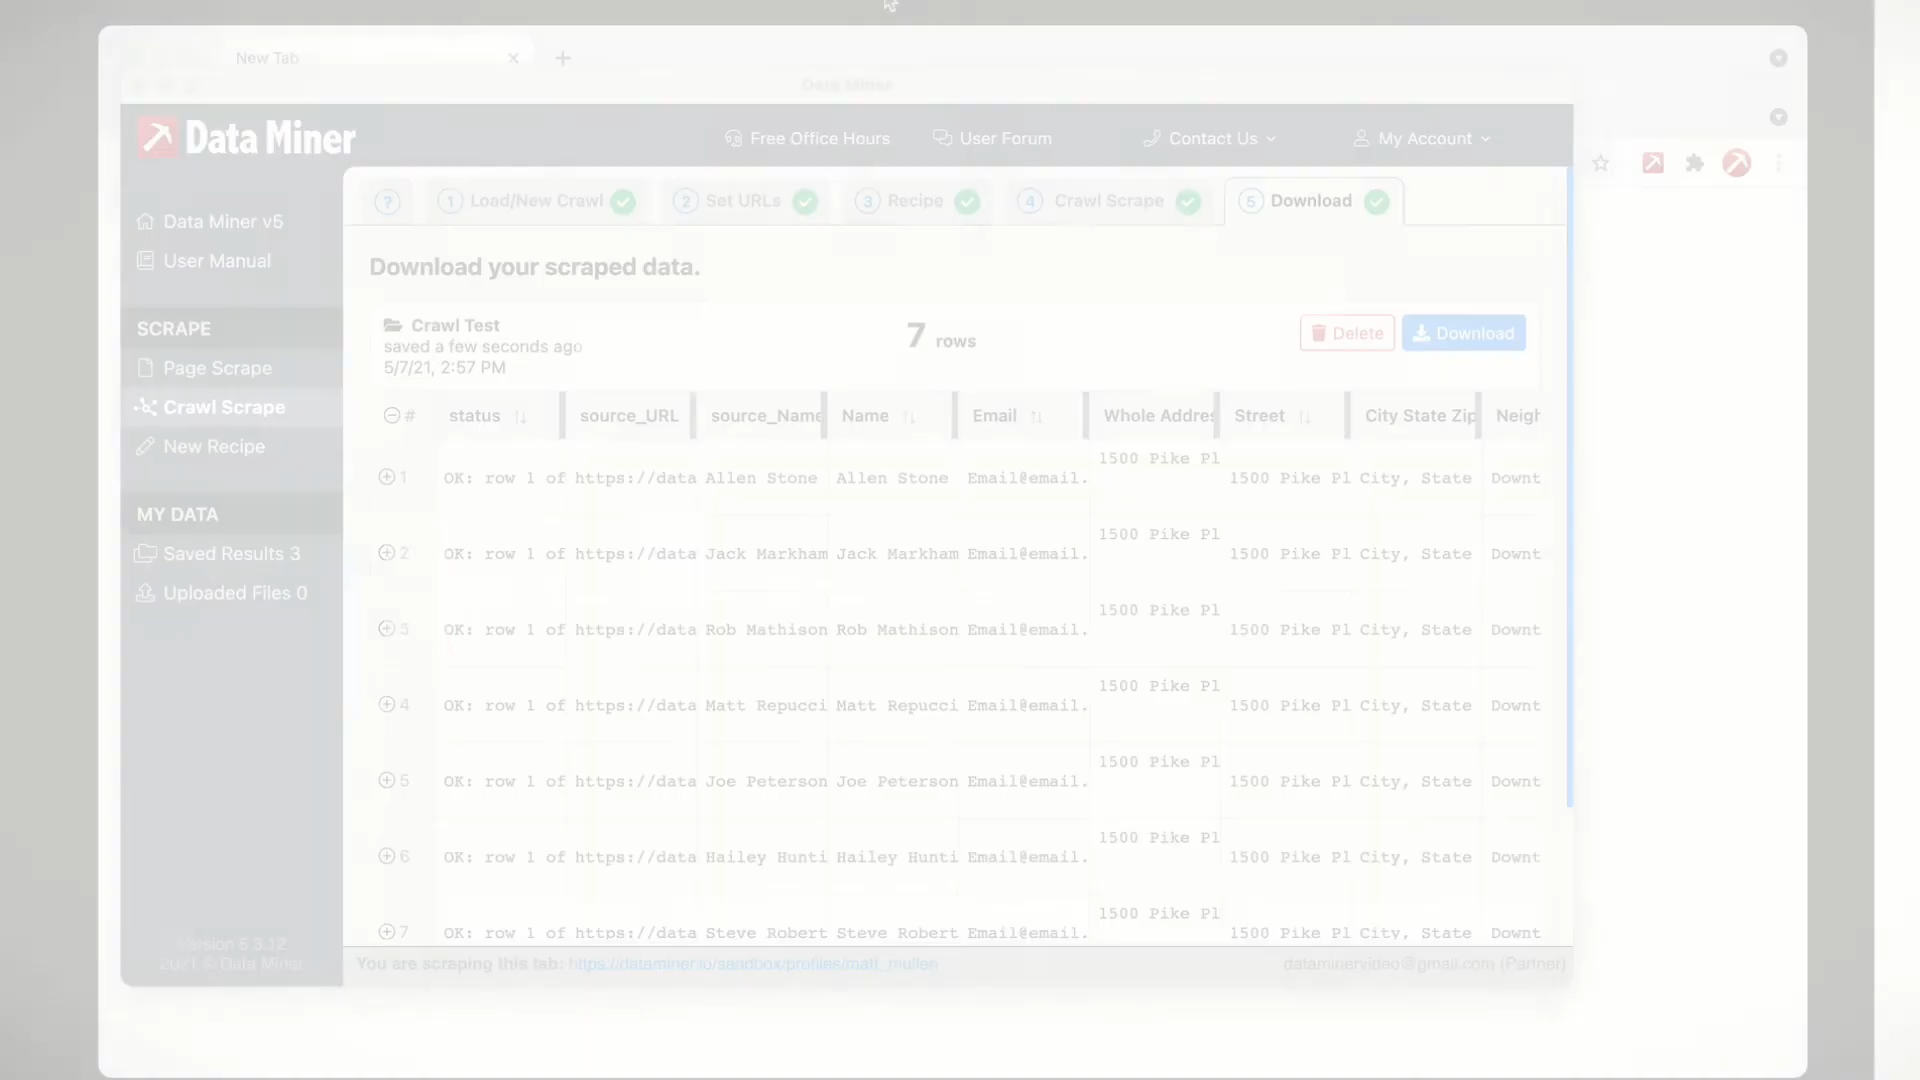 New Tab
Data Miner
Data Miner
Free Office Hours
User Forum
Contact Us
My Account
? 1 Load/New Crawl 2 Set URLs 3 Recipe 4 Crawl Scrape 5 Download
Data Miner v5
User Manual
SCRAPE
Page Scrape
Crawl Scrape
New Recipe
MY DATA
Saved Results 3
Uploaded Files 0
Version 5.3.12
2021 © Data Miner
Download your scraped data.
Crawl Test
saved a few seconds ago
5/7/21, 2:57 PM
7 rows
Delete
Download
# status source_URL source_Name Name Email Whole Addres Street City State Zip Neigh
1 OK: row 1 of https://data Allen Stone Allen Stone Email@email. 1500 Pike Pl 1500 Pike Pl City, State Downt
2 OK: row 1 of https://data Jack Markham Jack Markham Email@email. 1500 Pike Pl 1500 Pike Pl City, State Downt
3 OK: row 1 of https://data Rob Mathison Rob Mathison Email@email. 1500 Pike Pl 1500 Pike Pl City, State Downt
4 OK: row 1 of https://data Matt Repucci Matt Repucci Email@email. 1500 Pike Pl 1500 Pike Pl City, State Downt
5 OK: row 1 of https://data Joe Peterson Joe Peterson Email@email. 1500 Pike Pl 1500 Pike Pl City, State Downt
6 OK: row 1 of https://data Hailey Hunti Hailey Hunti Email@email. 1500 Pike Pl 1500 Pike Pl City, State Downt
7 OK: row 1 of https://data Steve Robert Steve Robert Email@email. 1500 Pike Pl 1500 Pike Pl City, State Downt
You are scraping this tab: https://dataminer.io/sandbox/profiles/matt_mullen
dataminervideo@gmail.com (Partner)